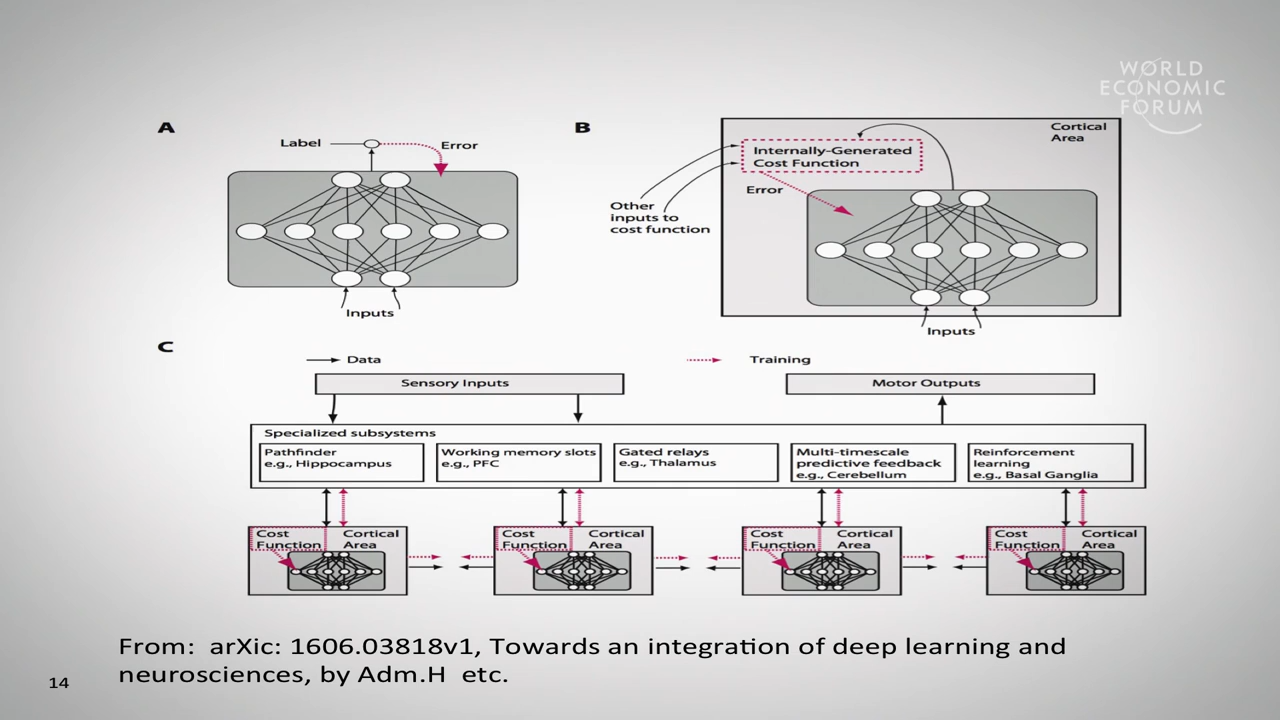 WORLD
ECONOMIC
FORUM
A
Label
Error
Inputs
B
Cortical
Area
Internally-Generated
Cost Function
Error
Other
inputs to
cost function
Inputs
C
Data
Training
Sensory Inputs
Motor Outputs
Specialized subsystems
Pathfinder
e.g., Hippocampus
Working memory slots
e.g., PFC
Gated relays
e.g., Thalamus
Multi-timescale
predictive feedback
e.g., Cerebellum
Reinforcement
learning
e.g., Basal Ganglia
Cost
Function
Cortical
Area
Cost
Function
Cortical
Area
Cost
Function
Cortical
Area
Cost
Function
Cortical
Area
From: arXic: 1606.03818v1, Towards an integration of deep learning and
neurosciences, by Adm.H etc.
14